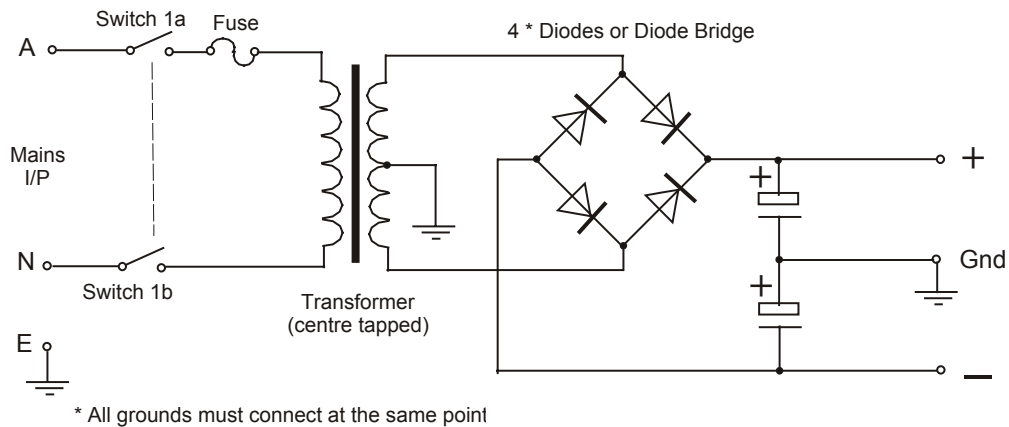 Switch 1a
Fuse
4 * Diodes or Diode Bridge
A
Mains
I/P
+
+
Gnd
N
Switch 1b
+
Transformer
(centre tapped)
E
—
* All grounds must connect at the same point